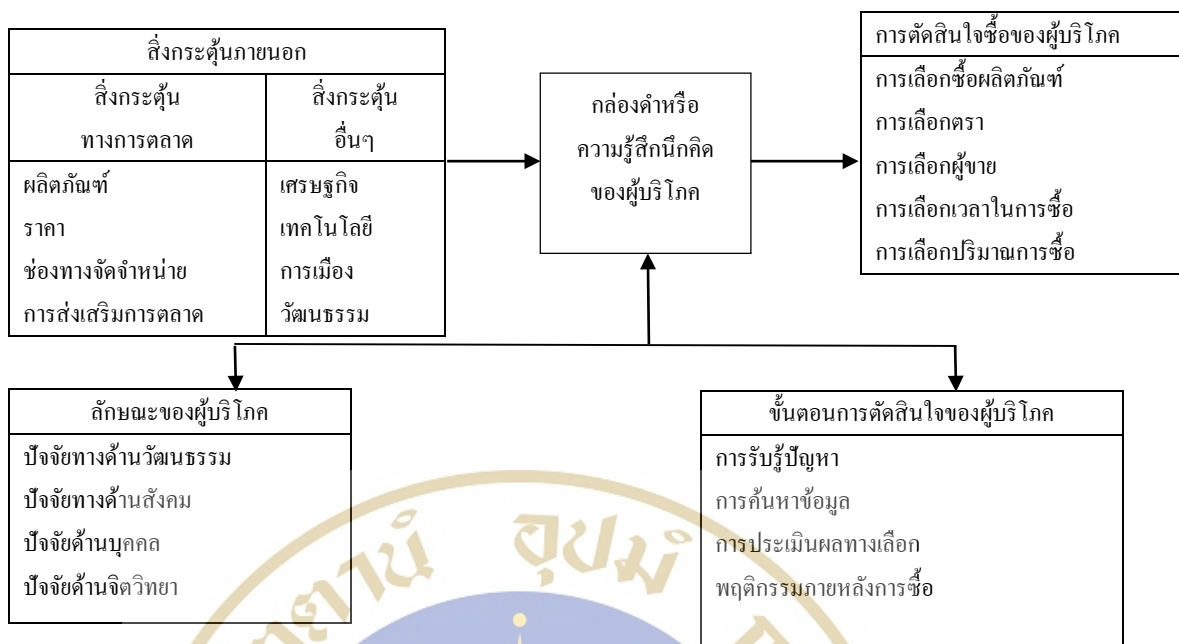 สิ่งกระตุ้นภายนอก
สิ่งกระตุ้น
ทางการตลาด
สิ่งกระตุ้น
อื่นๆ
ผลิตภัณฑ์
ราคา
ช่องทางจัดจำหน่าย
การส่งเสริมการตลาด
เศรษฐกิจ
เทคโนโลยี
การเมือง
วัฒนธรรม
กล่องดำหรือ
ความรู้สึกนึกคิด
ของผู้บริโภค
การตัดสินใจซื้อของผู้บริโภค
การเลือกซื้อผลิตภัณฑ์
การเลือกตรา
การเลือกผู้ขาย
การเลือกเวลาในการซื้อ
การเลือกปริมาณการซื้อ
ลักษณะของผู้บริโภค
ปัจจัยทางด้านวัฒนธรรม
ปัจจัยทางด้านสังคม
ปัจจัยด้านบุคคล
ปัจจัยด้านจิตวิทยา
ขั้นตอนการตัดสินใจของผู้บริโภค
การรับรู้ปัญหา
การค้นหาข้อมูล
การประเมินผลทางเลือก
พฤติกรรมภายหลังการซื้อ
อุปมํ